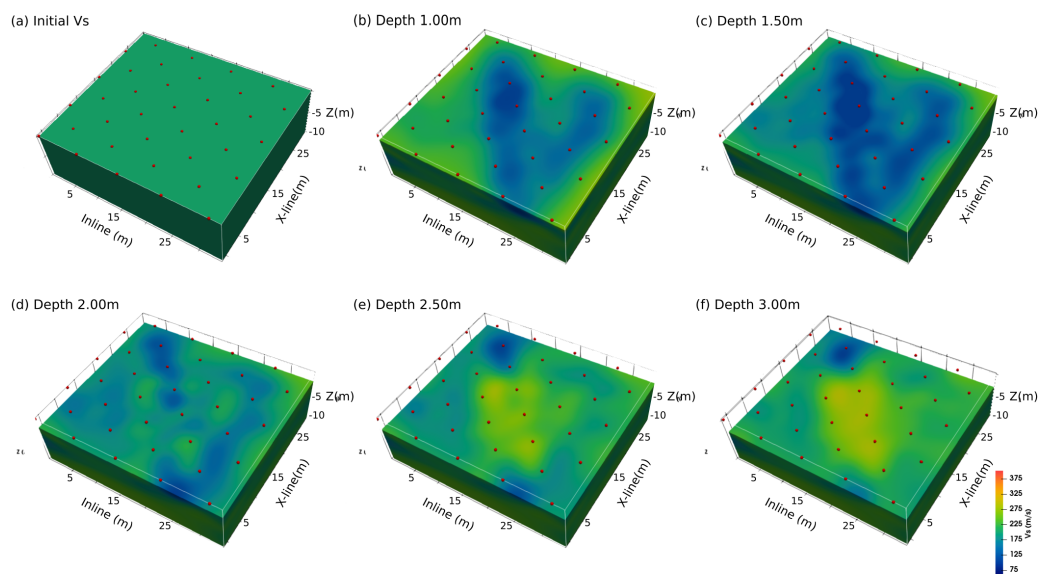 (a) Initial Vs
(b) Depth 1.00m
(c) Depth 1.50m
-5 Z(m)
-10
25
15
X-line(m)
5
5
15
Inline (m)
25
-5 Z(m)
-10
25
15
X-line(m)
5
5
15
Inline (m)
25
-5 Z(m)
-10
25
15
X-line(m)
5
5
15
Inline (m)
25
(d) Depth 2.00m
(e) Depth 2.50m
(f) Depth 3.00m
-5 Z(m)
-10
25
15
X-line(m)
5
5
15
Inline (m)
25
-5 Z(m)
-10
25
15
X-line(m)
5
5
15
Inline (m)
25
-5 Z(m)
-10
25
15
X-line(m)
5
5
15
Inline (m)
25
375
325
275
225
175
125
75
Vs (m/s)